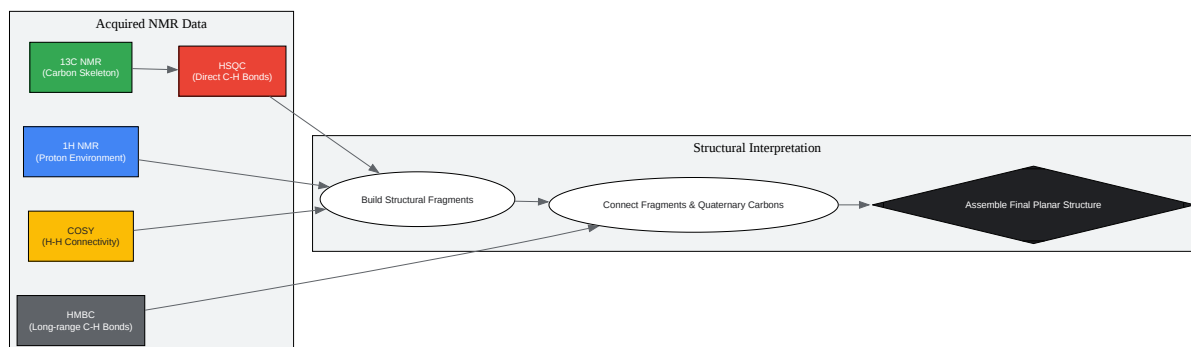 Acquired NMR Data
13C NMR
(Carbon Skeleton)
HSQC
(Direct C-H Bonds)
1H NMR
(Proton Environment)
COSY
(H-H Connectivity)
HMBC
(Long-range C-H Bonds)
Structural Interpretation
Build Structural Fragments
Connect Fragments & Quaternary Carbons
Assemble Final Planar Structure